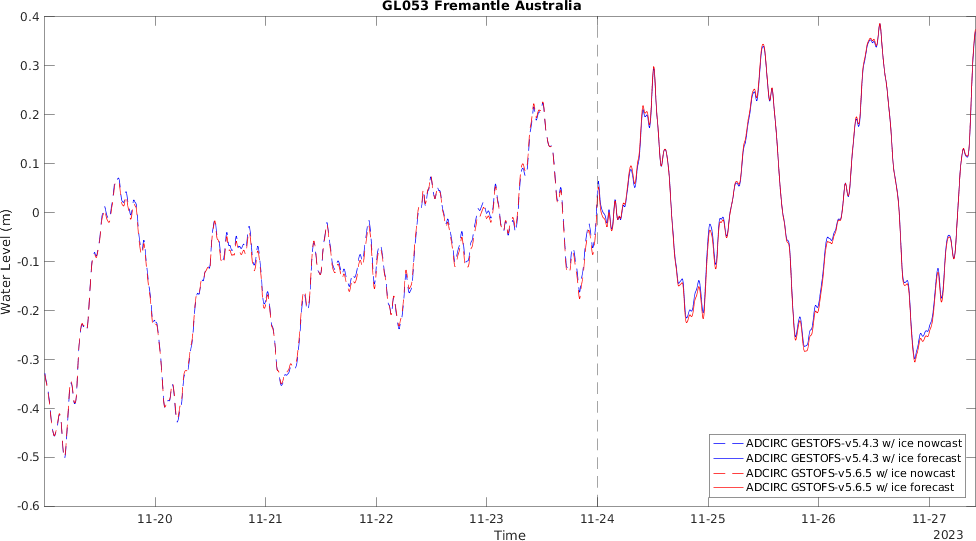 GL053 Fremantle Australia
0.4
0.3
0.2
0.1
0
-0.1
-0.2
-0.3
-0.4
-0.5
-0.6
Water Level (m)
ADCIRC GESTOFS-v5.4.3 w/ ice nowcast
ADCIRC GESTOFS-v5.4.3 w/ ice forecast
ADCIRC GSTOFS-v5.6.5 w/ ice nowcast
ADCIRC GSTOFS-v5.6.5 w/ ice forecast
11-20 11-21 11-22 11-23 11-24 11-25 11-26 11-27
Time
2023